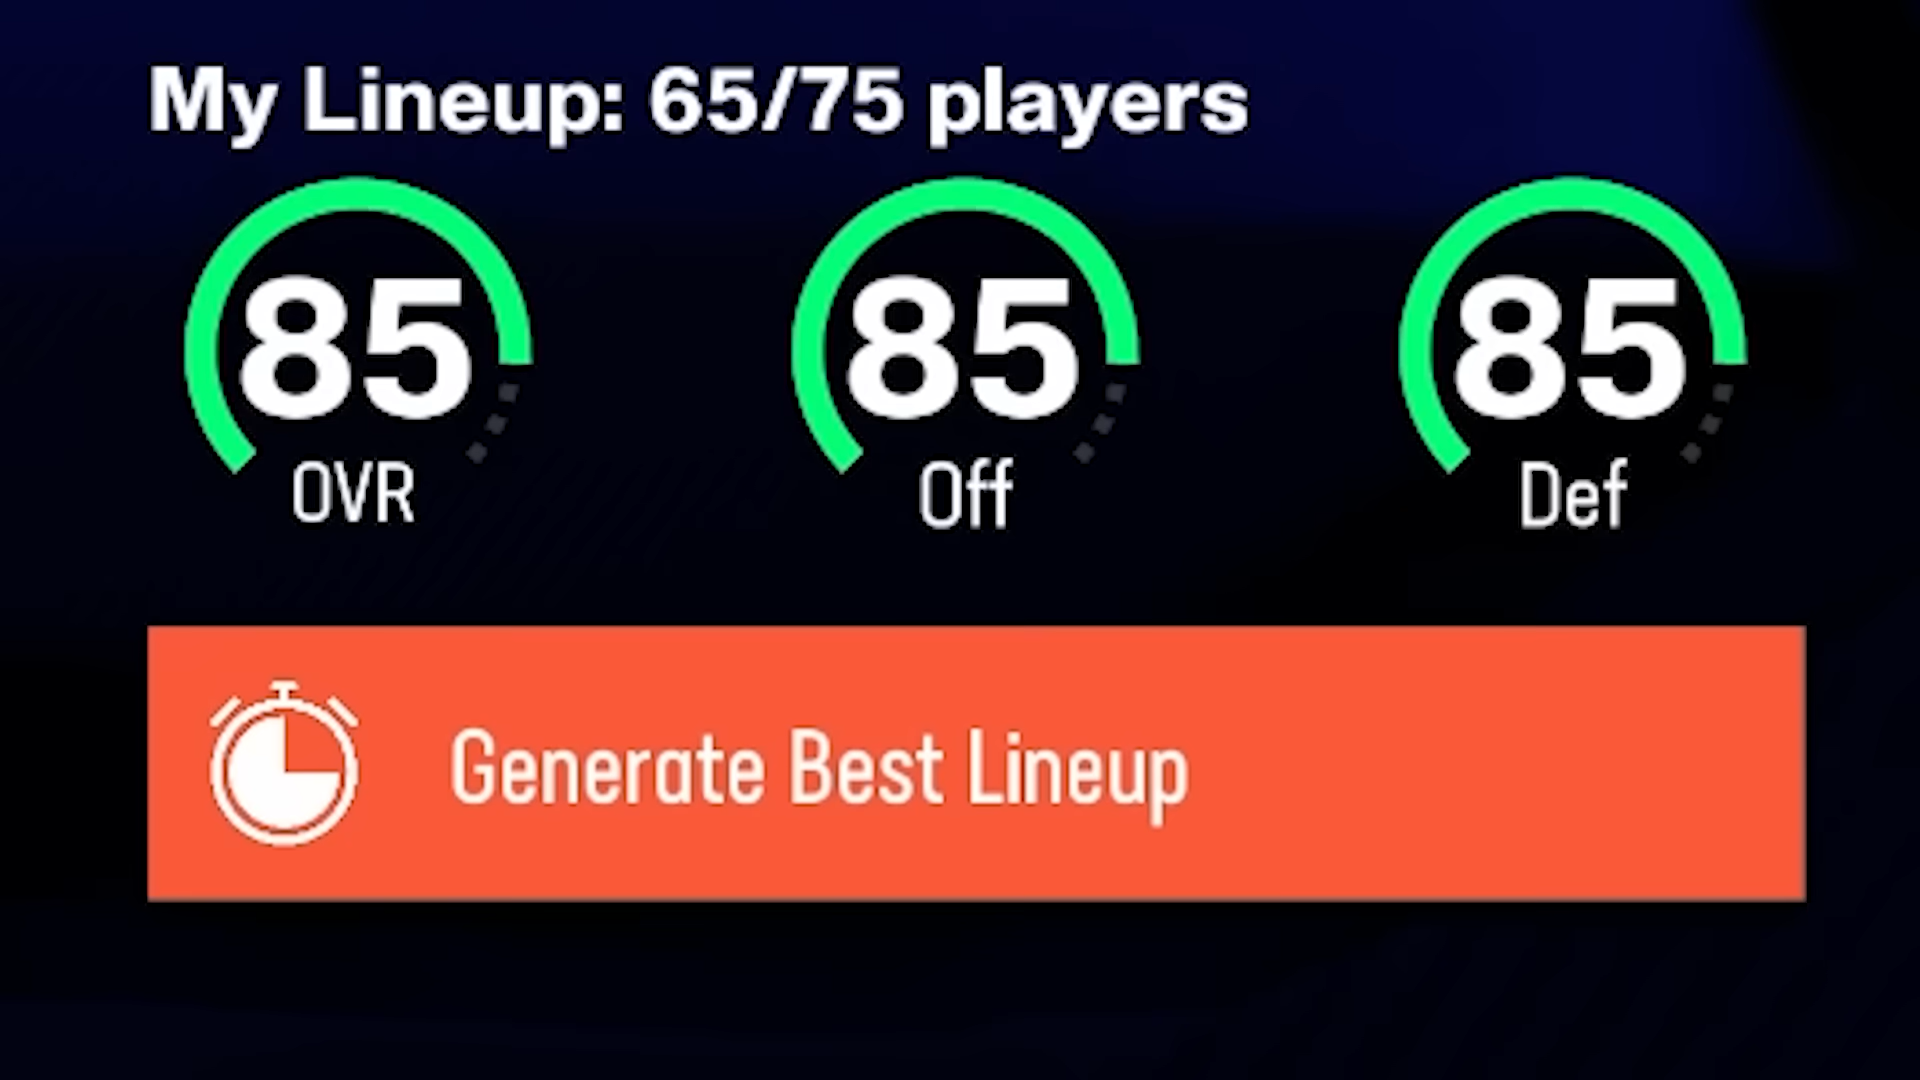 My Lineup: 65/75 players
85 85 85
OVR Off Def
Generate Best Lineup